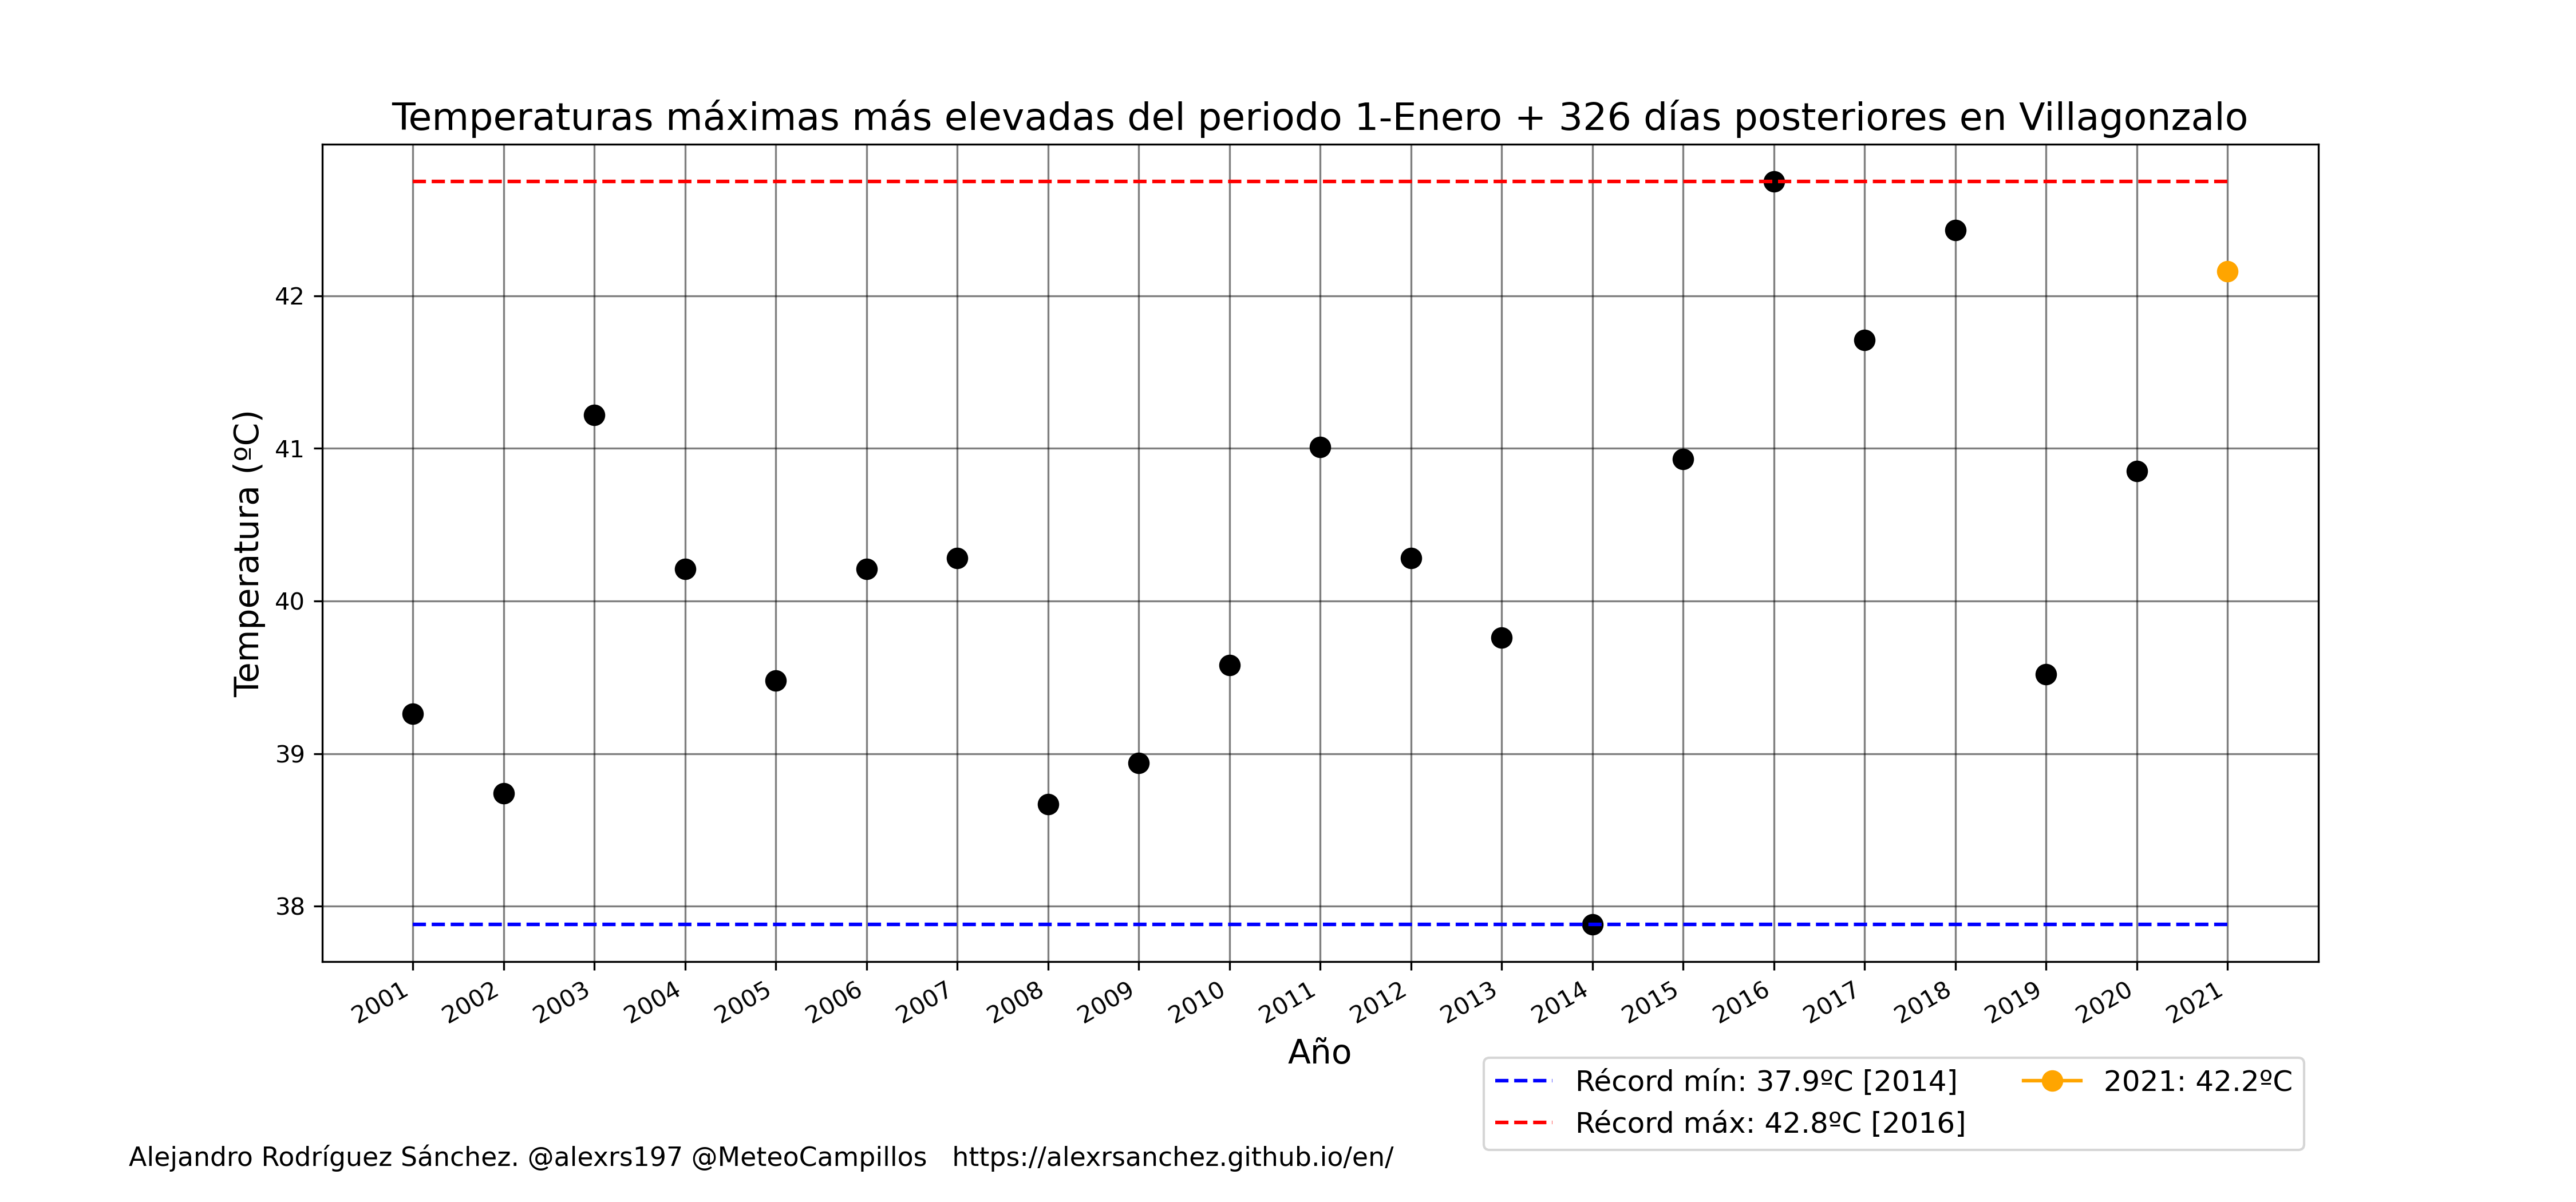 Temperaturas máximas más elevadas del periodo 1-Enero + 326 días posteriores en Villagonzalo
Temperatura (ºC)
42
41
40
39
38
2001 2002 2003 2004 2005 2006 2007 2008 2009 2010 2011 2012 2013 2014 2015 2016 2017 2018 2019 2020 2021
Año
Récord mín: 37.9ºC [2014]
Récord máx: 42.8ºC [2016]
2021: 42.2ºC
Alejandro Rodríguez Sánchez. @alexrs197 @MeteoCampillos https://alexrsanchez.github.io/en/